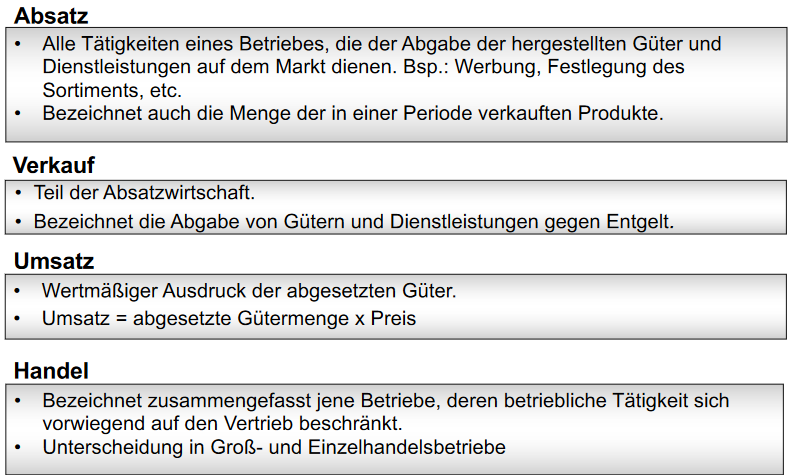 Absatz
• Alle Tätigkeiten eines Betriebes, die der Abgabe der hergestellten Güter und
Dienstleistungen auf dem Markt dienen. Bsp.: Werbung, Festlegung des
Sortiments, etc.
• Bezeichnet auch die Menge der in einer Periode verkauften Produkte.
Verkauf
• Teil der Absatzwirtschaft.
• Bezeichnet die Abgabe von Gütern und Dienstleistungen gegen Entgelt.
Umsatz
• Wertmäßiger Ausdruck der abgesetzten Güter.
• Umsatz = abgesetzte Gütermenge x Preis
Handel
• Bezeichnet zusammengefasst jene Betriebe, deren betriebliche Tätigkeit sich
vorwiegend auf den Vertrieb beschränkt.
• Unterscheidung in Groß- und Einzelhandelsbetriebe